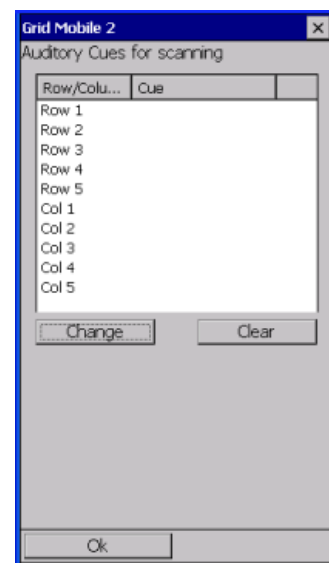 Grid Mobile 2
Auditory Cues for scanning
Row/Colu... Cue
Row 1
Row 2
Row 3
Row 4
Row 5
Col 1
Col 2
Col 3
Col 4
Col 5
Change Clear
Ok